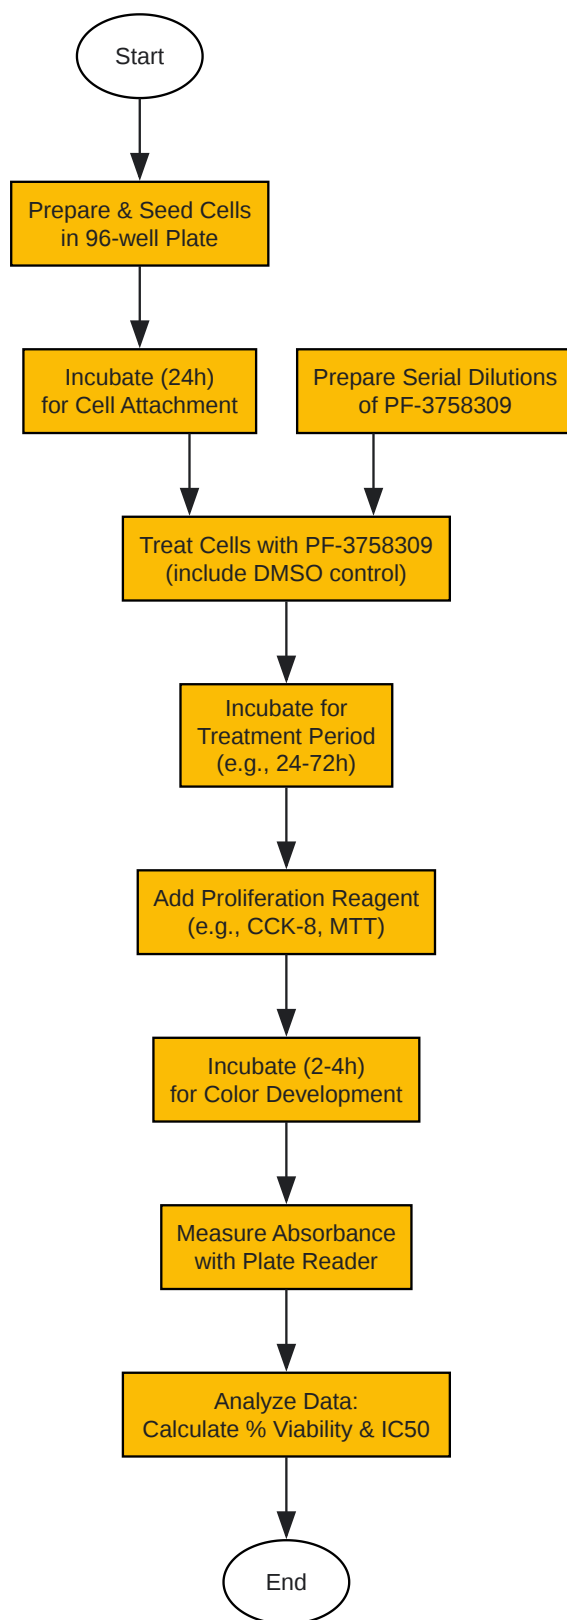 Start
Prepare & Seed Cells
in 96-well Plate
Incubate (24h)
for Cell Attachment
Prepare Serial Dilutions
of PF-3758309
Treat Cells with PF-3758309
(include DMSO control)
Incubate for
Treatment Period
(e.g., 24-72h)
Add Proliferation Reagent
(e.g., CCK-8, MTT)
Incubate (2-4h)
for Color Development
Measure Absorbance
with Plate Reader
Analyze Data:
Calculate % Viability & IC50
End